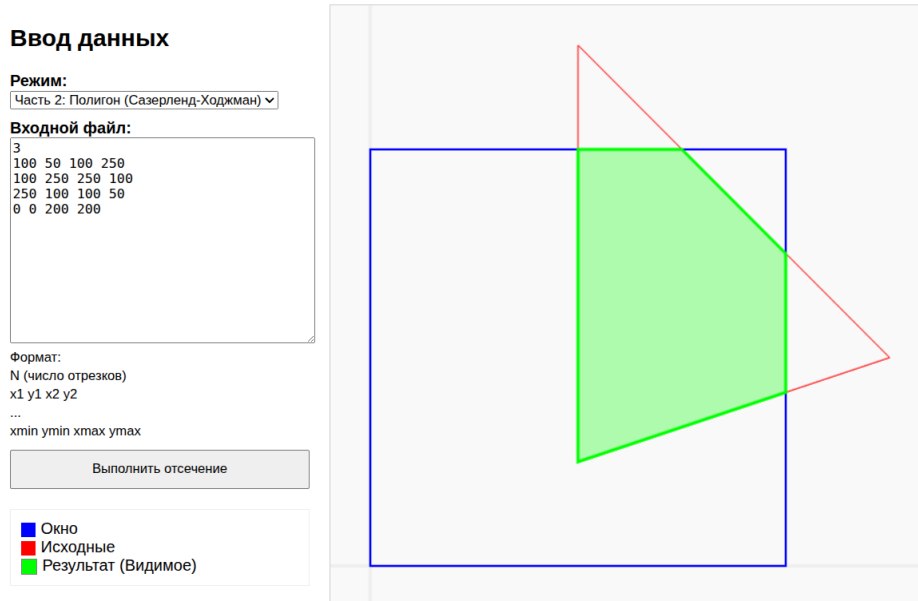 Ввод данных
Режим:
Часть 2: Полигон (Сазерленд-Ходжман)
Входной файл:
3
100 50 100 250
100 250 250 100
250 100 100 50
0 0 200 200
Формат:
N (число отрезков)
x1 y1 x2 y2
...
xmin ymin xmax ymax
Выполнить отсечение
Окно
Исходные
Результат (Видимое)